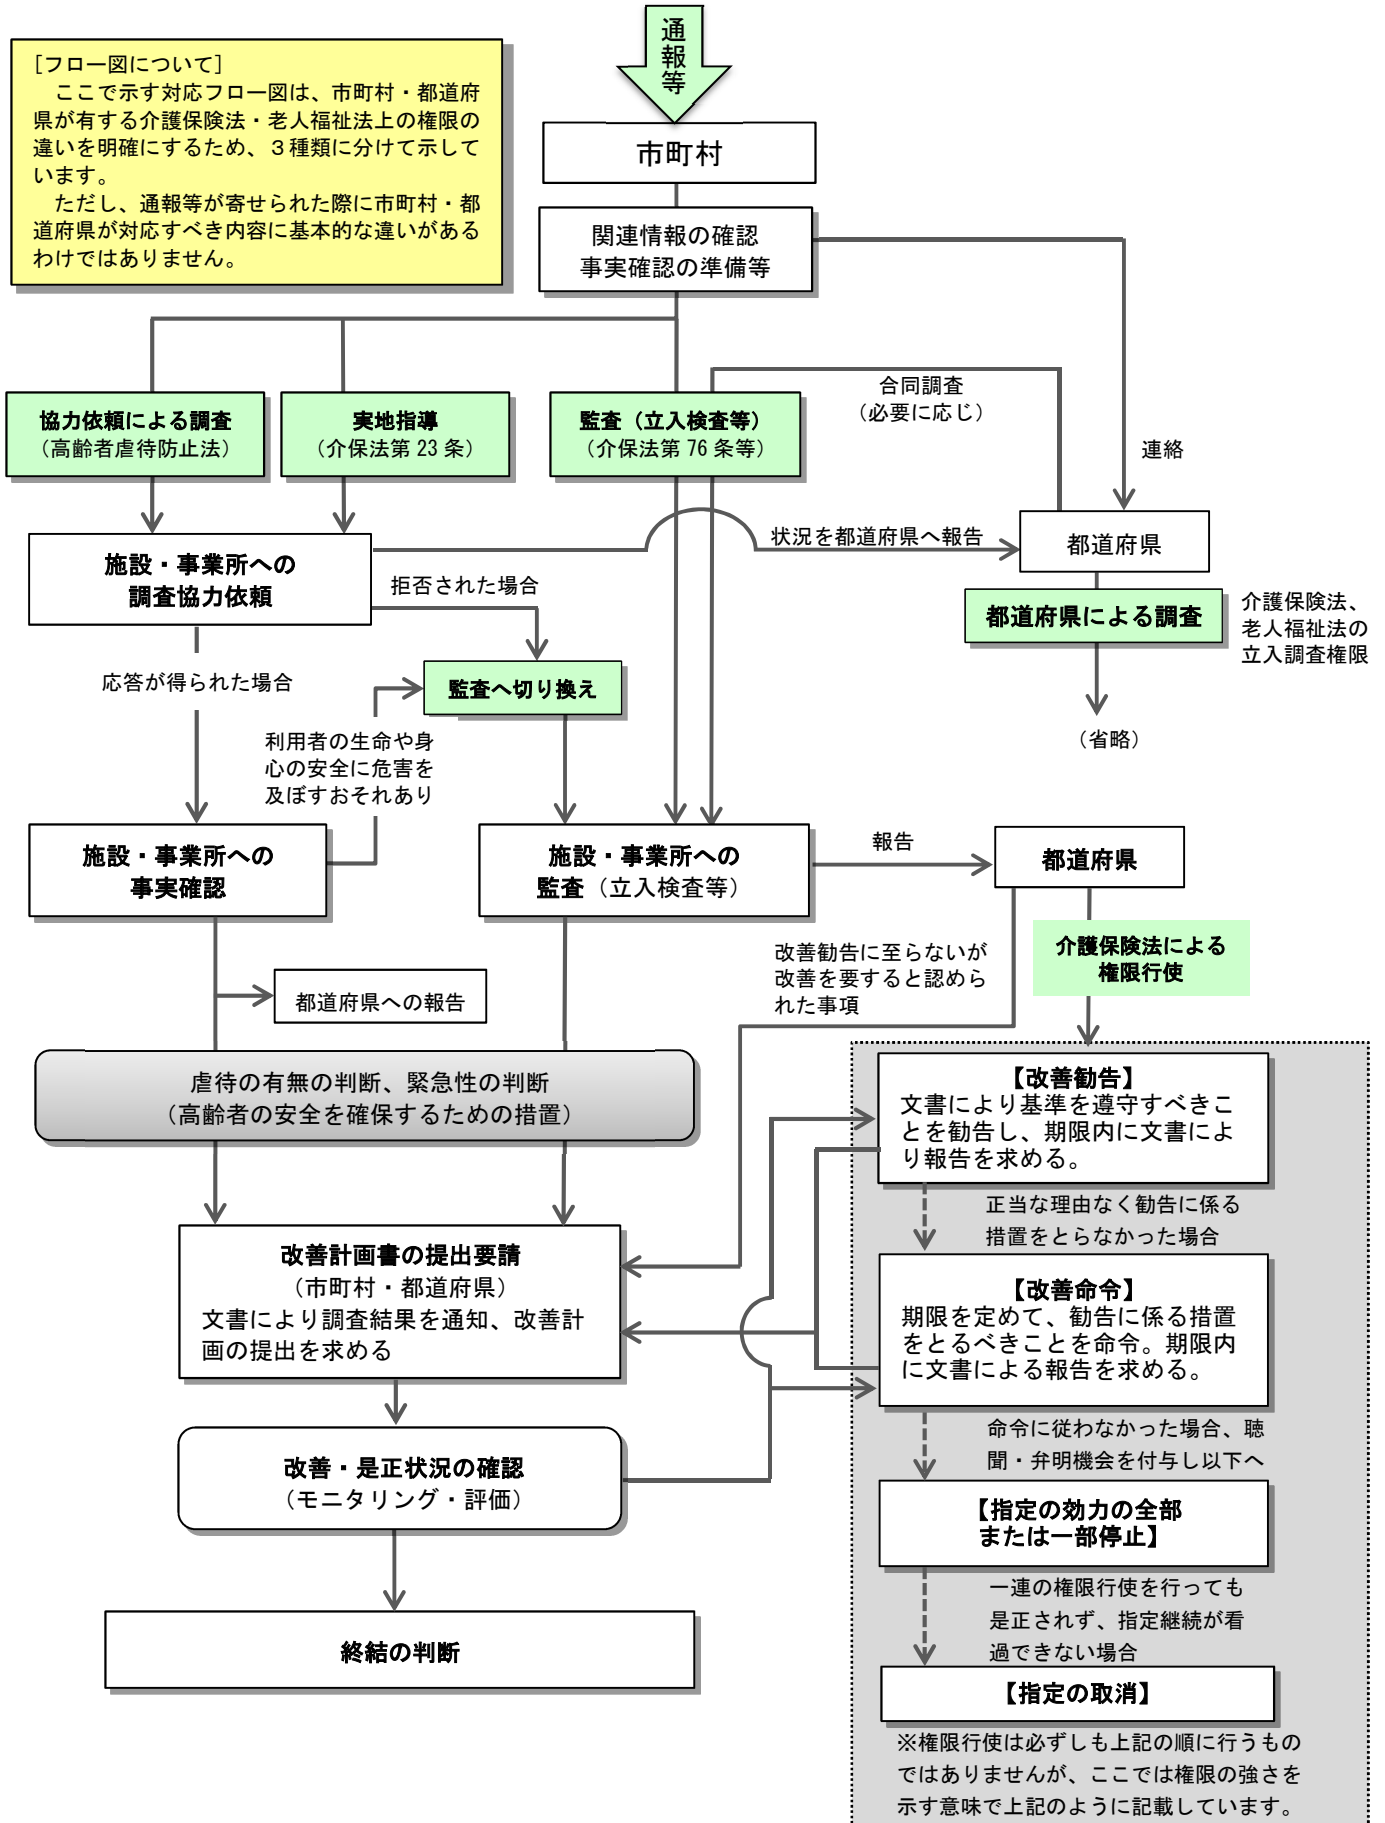 通報等
［フロー図について］
ここで示す対応フロー図は、市町村・都道府
県が有する介護保険法・老人福祉法上の権限の
違いを明確にするため、３種類に分けて示して
います。
ただし、通報等が寄せられた際に市町村・都
道府県が対応すべき内容に基本的な違いがある
わけではありません。
市町村
関連情報の確認
事実確認の準備等
協力依頼による調査
（高齢者虐待防止法）
実地指導
（介保法第 23 条）
監査（立入検査等）
（介保法第 76 条等）
合同調査
（必要に応じ）
連絡
状況を都道府県へ報告
都道府県
都道府県による調査
介護保険法、
老人福祉法の
立入調査権限
（省略）
施設・事業所への
調査協力依頼
拒否された場合
応答が得られた場合
監査へ切り換え
利用者の生命や身
心の安全に危害を
及ぼすおそれあり
施設・事業所への
事実確認
施設・事業所への
監査（立入検査等）
報告
都道府県
介護保険法による
権限行使
改善勧告に至らないが
改善を要すると認めら
れた事項
都道府県への報告
虐待の有無の判断、緊急性の判断
（高齢者の安全を確保するための措置）
【改善勧告】
文書により基準を遵守すべきこ
とを勧告し、期限内に文書によ
り報告を求める。
正当な理由なく勧告に係る
措置をとらなかった場合
改善計画書の提出要請
（市町村・都道府県）
文書により調査結果を通知、改善計
画の提出を求める
【改善命令】
期限を定めて、勧告に係る措置
をとるべきことを命令。期限内
に文書による報告を求める。
命令に従わなかった場合、聴
聞・弁明機会を付与し以下へ
改善・是正状況の確認
（モニタリング・評価）
【指定の効力の全部
または一部停止】
一連の権限行使を行っても
是正されず、指定継続が看
過できない場合
終結の判断
【指定の取消】
※権限行使は必ずしも上記の順に行うもの
ではありませんが、ここでは権限の強さを
示す意味で上記のように記載しています。